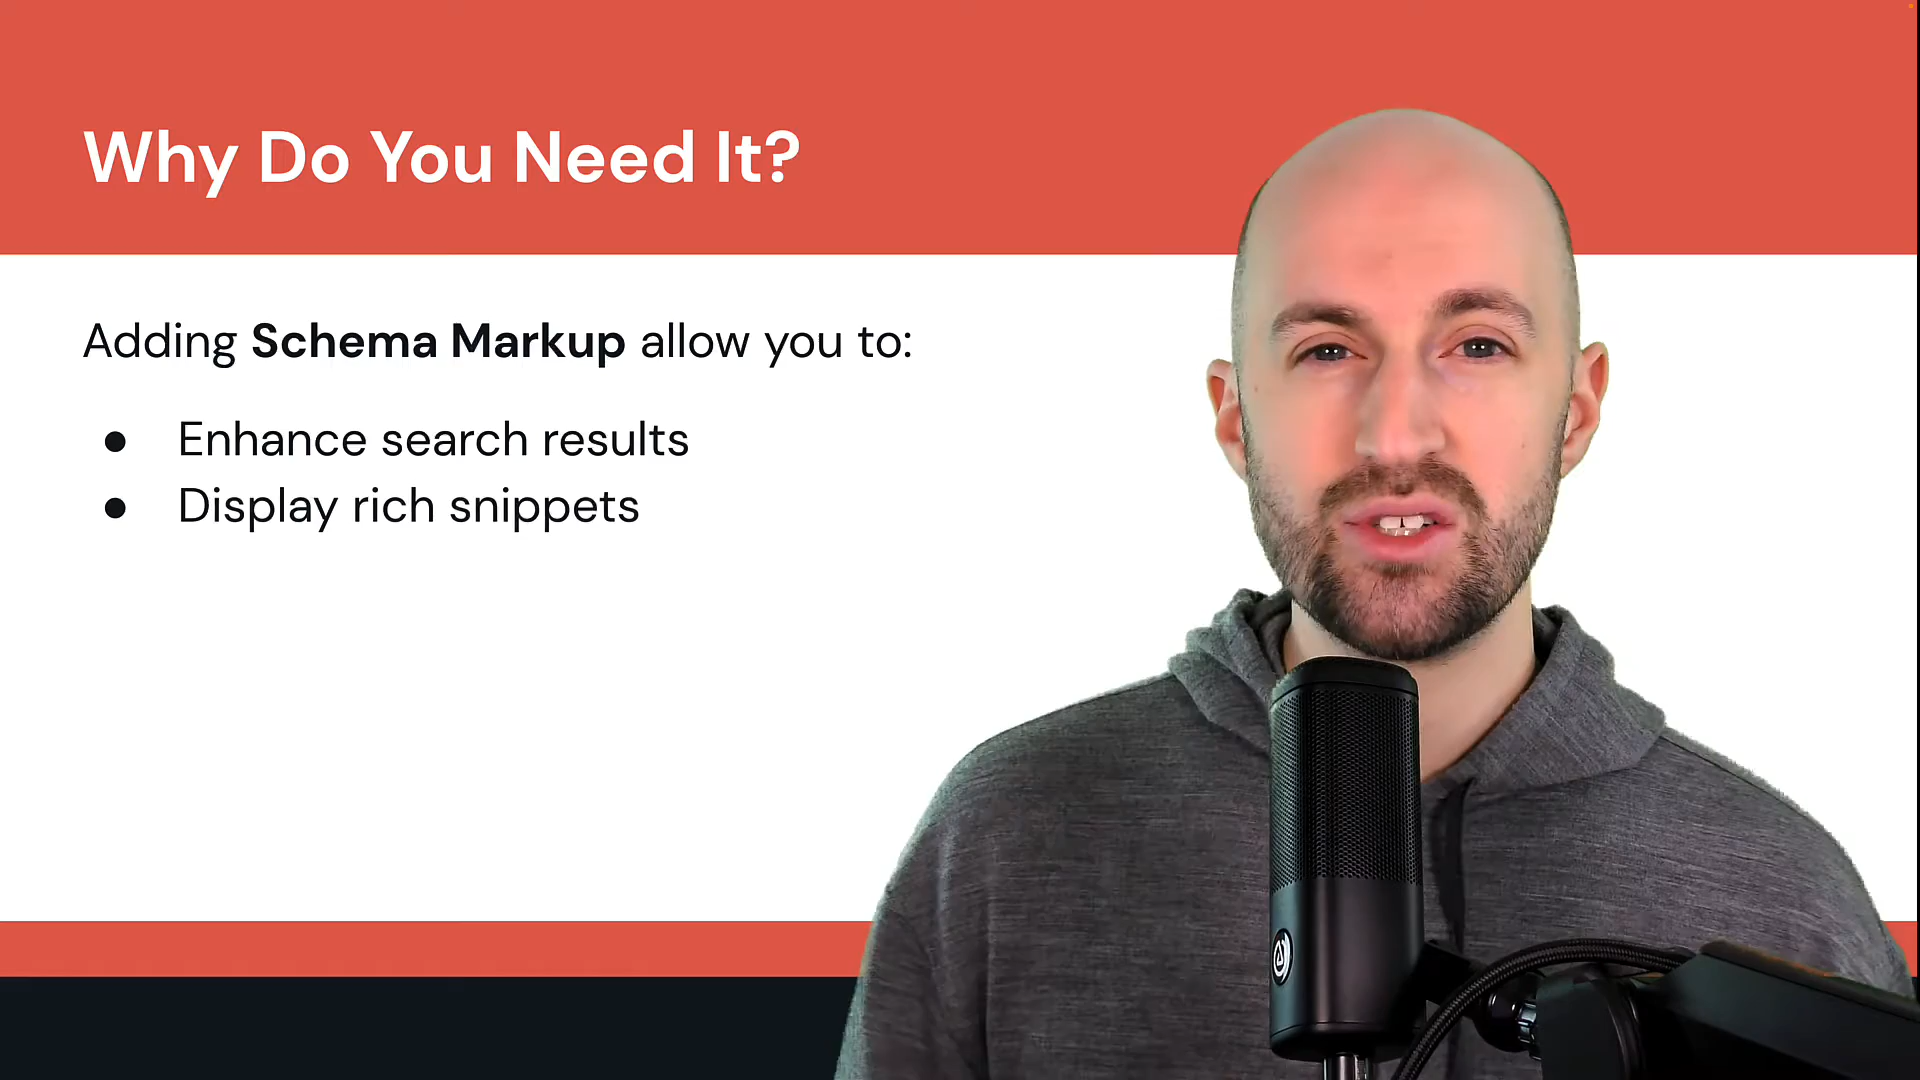 Why Do You Need It?
Adding Schema Markup allow you to:
● Enhance search results
● Display rich snippets